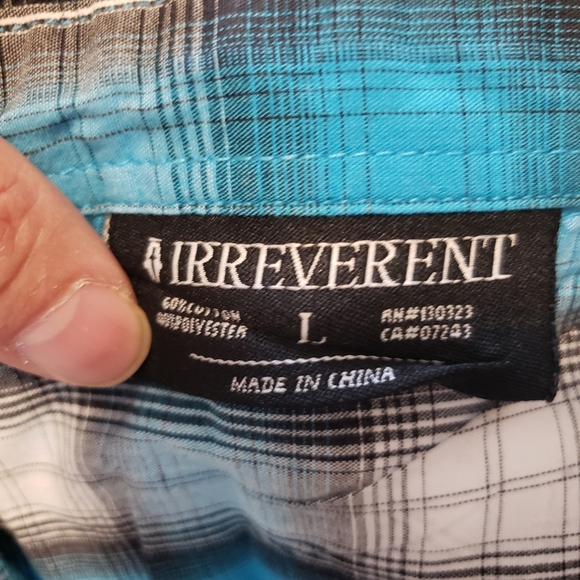 IRREVERENT
60% COTTON
40% POLYESTER
L
RN#130323
CA#07243
MADE IN CHINA